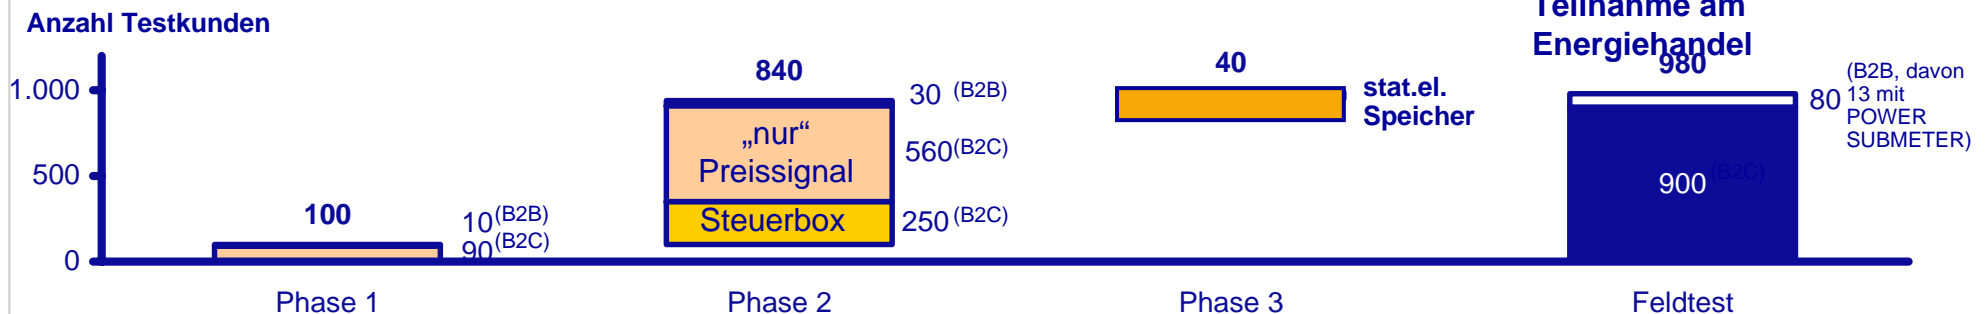 Teilnahme am
Energiehandel
Anzahl Testkunden
1.000
500
0
100
10 (B2B)
90 (B2C)
Phase 1
840
30 (B2B)
„nur“
Preissignal
560 (B2C)
Steuerbox
250 (B2C)
Phase 2
40
stat.el.
Speicher
Phase 3
980
80
(B2B, davon
13 mit
POWER
SUBMETER)
900 (B2C)
Feldtest